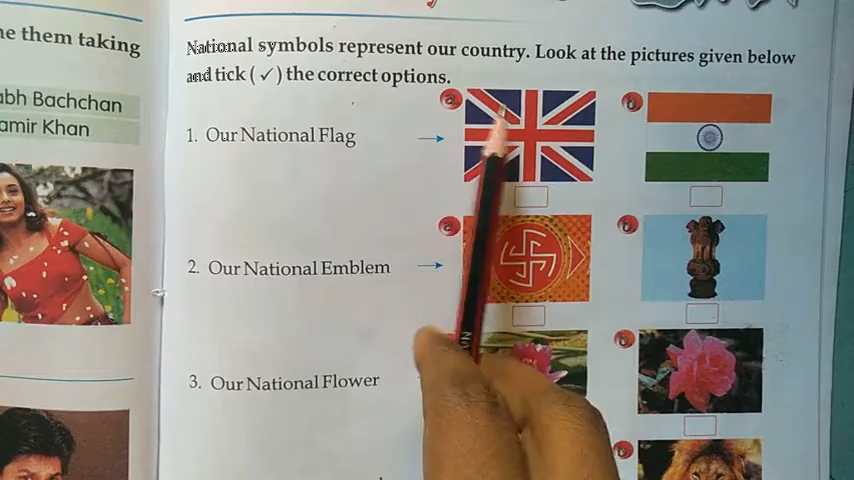 he them taking
abh Bachchan
amir Khan
National symbols represent our country. Look at the pictures given below
and tick (✓) the correct options.
1. Our National Flag
a
b
2. Our National Emblem
a
b
3. Our National Flower
b
b